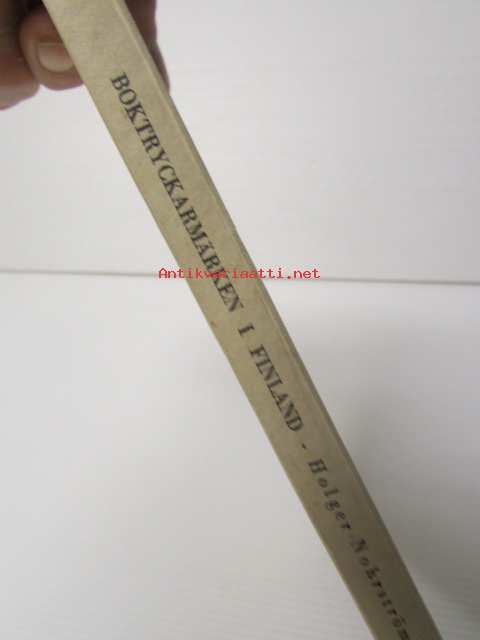 BOKTRYCKARMÄRKEN I FINLAND · Holger Nohrström
Antikvariaatti.net